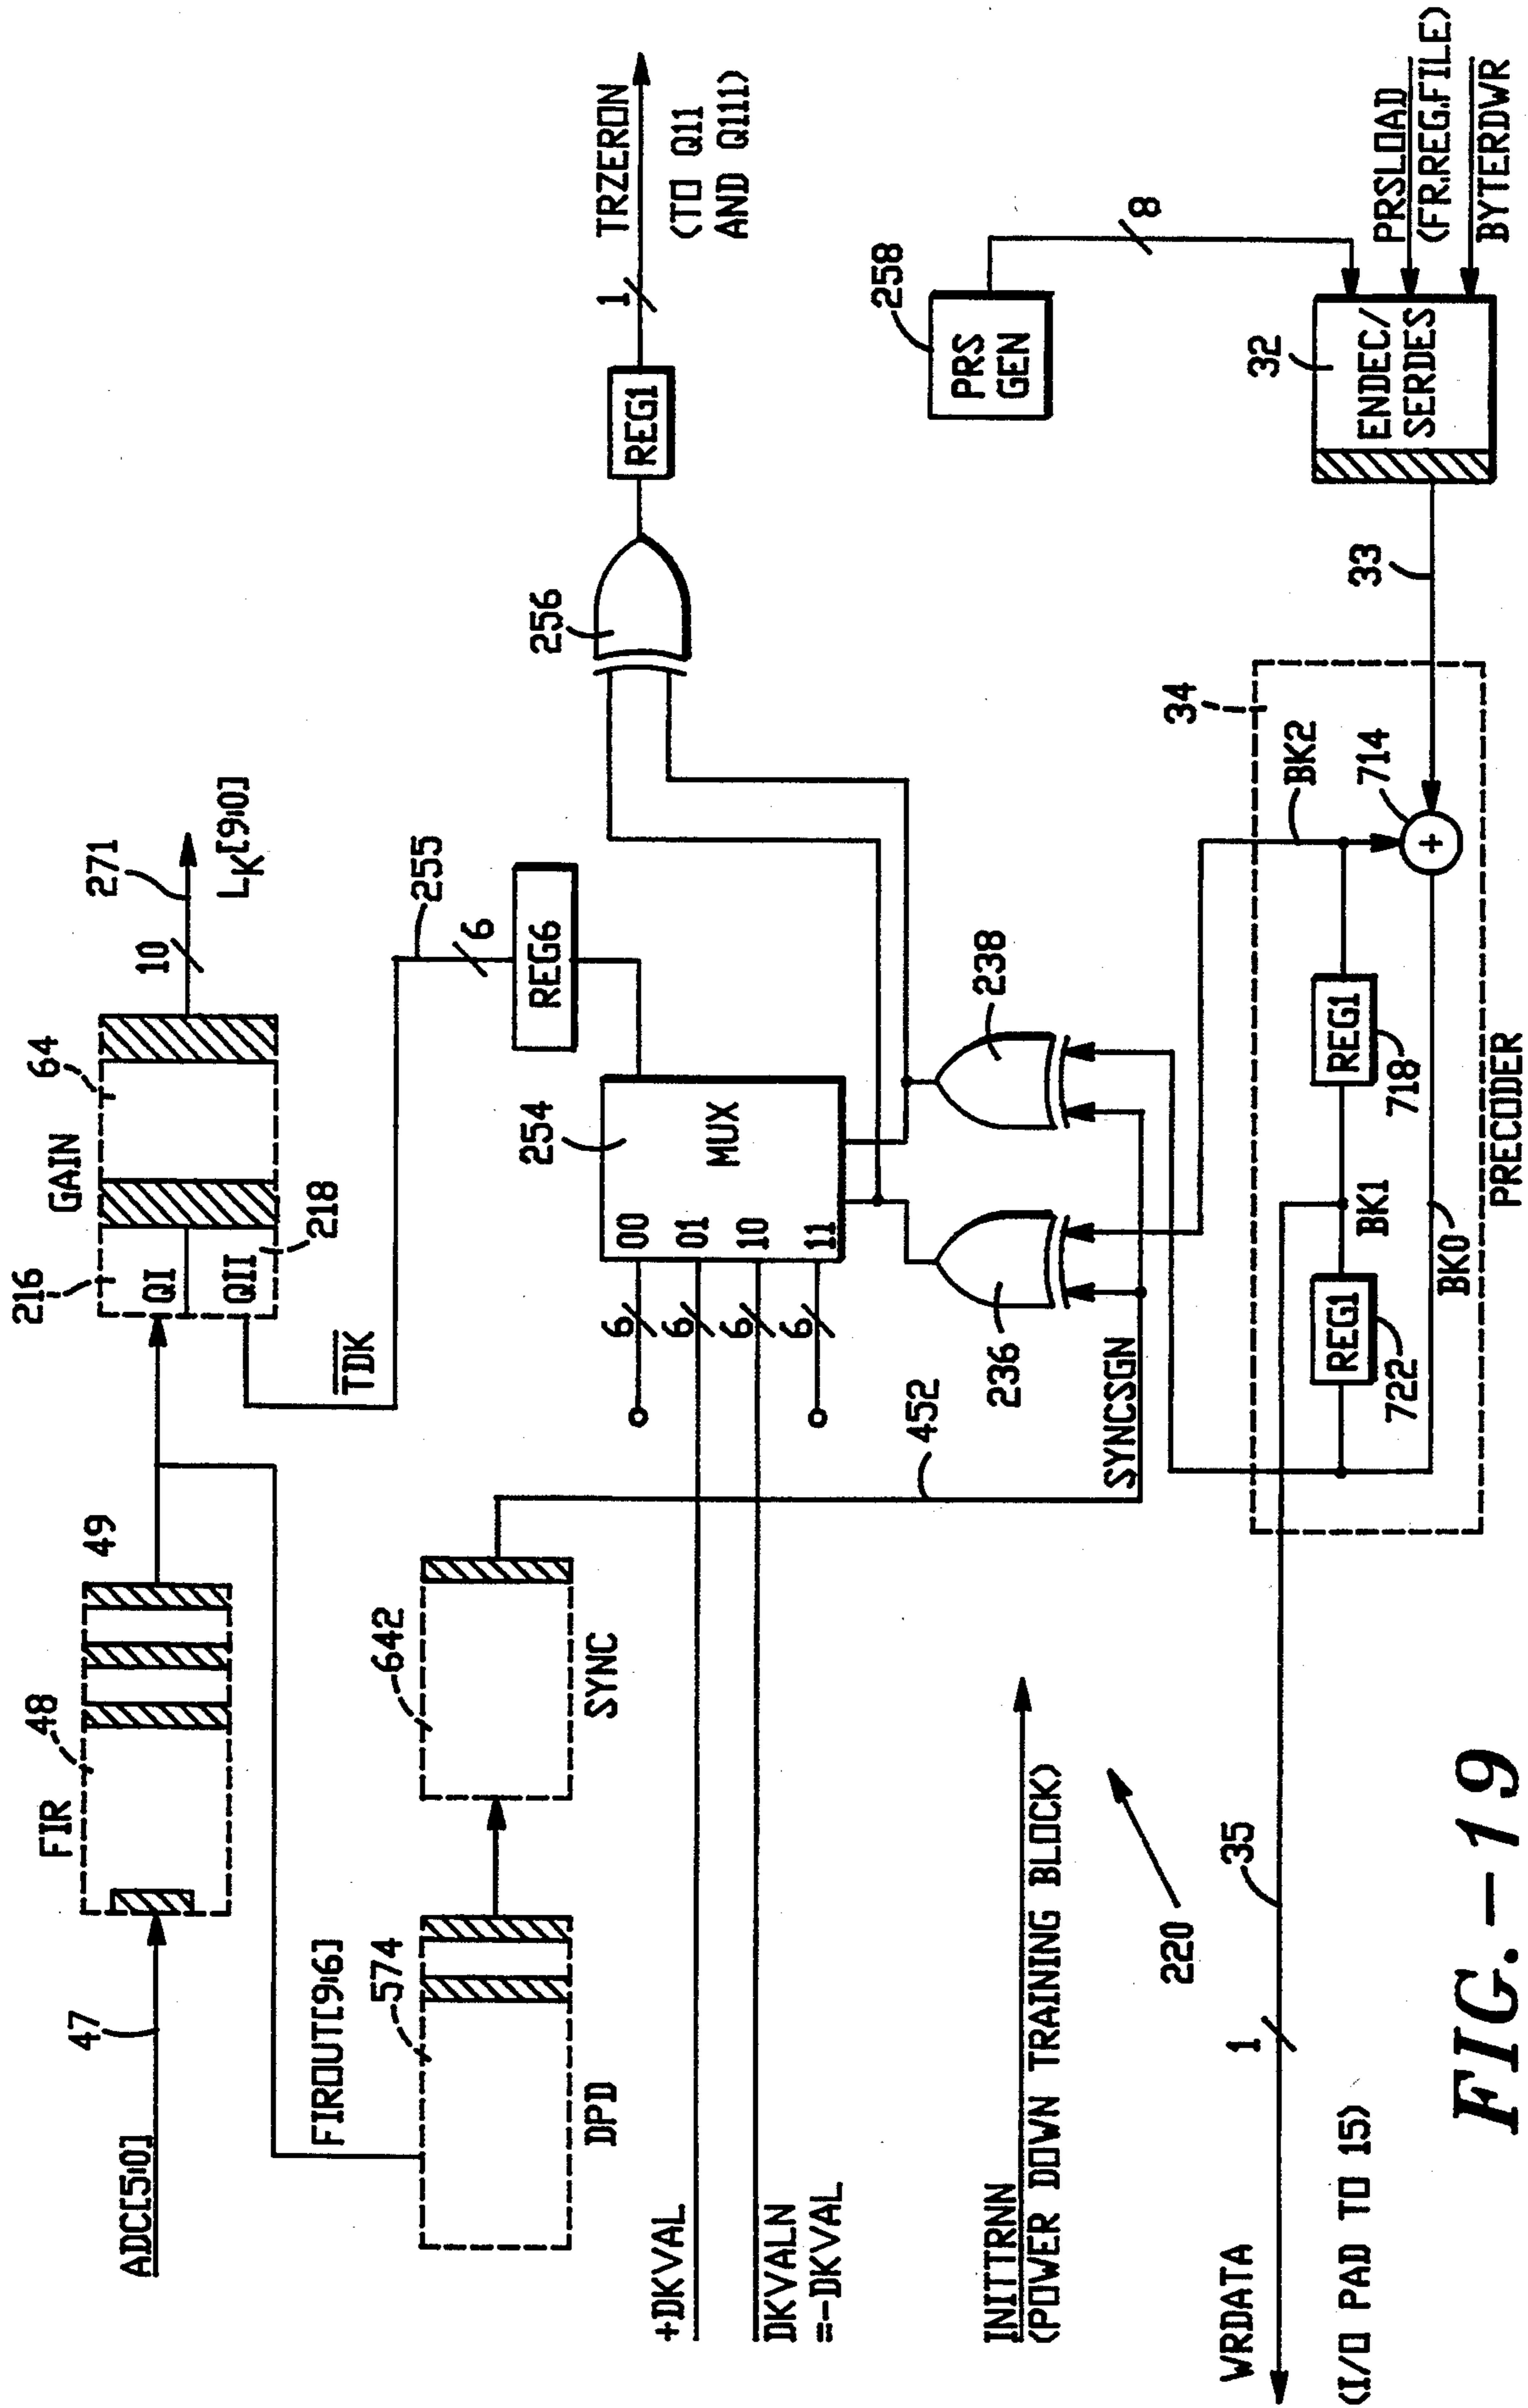 FIR
48
49
ADC[5:0]
47
FIROUT[9:6]
574
DPD
642
SYNC
216
QI
QII
218
GAIN
64
10
271
LK[9:0]
TDK
255
6
REG6
254
MUX
00
01
10
11
6
6
6
6
+DKVAL
DKVALN
=-DKVAL
452
SYNCSGN
236
238
256
REG1
1
TRZERON
(TO Q11
AND Q111)
INITTRNN
(POWER DOWN TRAINING BLOCK)
220
258
PRS
GEN
8
PRSLOAD
(FR.REG.FILE)
BYTERDWR
32
ENDEC/
SERDES
33
34
BK2
714
+
REG1
718
BK1
REG1
722
BK0
PRECODER
35
1
WRDATA
(I/O PAD TO 15)
FIG.-19